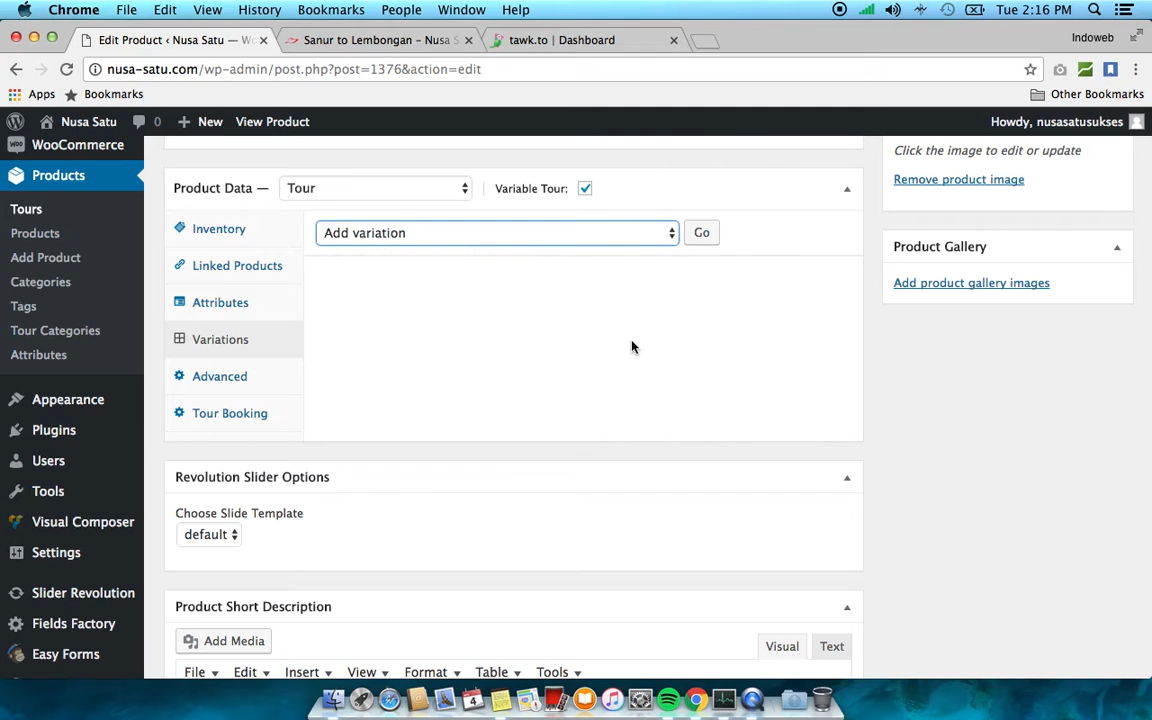 Chrome File Edit View History Bookmarks People Window Help Tue 2:16 PM
Edit Product ‹ Nusa Satu — Wo Sanur to Lembongan – Nusa S tawk.to | Dashboard Indoweb
nusa-satu.com/wp-admin/post.php?post=1376&action=edit
Apps Bookmarks Other Bookmarks
Nusa Satu 0 New View Product Howdy, nusasatusukses
WooCommerce
Products
Tours
Products
Add Product
Categories
Tags
Tour Categories
Attributes
Appearance
Plugins
Users
Tools
Visual Composer
Settings
Slider Revolution
Fields Factory
Easy Forms
Product Data — Tour Variable Tour:
Inventory
Linked Products
Attributes
Variations
Advanced
Tour Booking
Add variation Go
Revolution Slider Options
Choose Slide Template
default
Product Short Description
Add Media Visual Text
File Edit Insert View Format Table Tools
Click the image to edit or update
Remove product image
Product Gallery
Add product gallery images
4